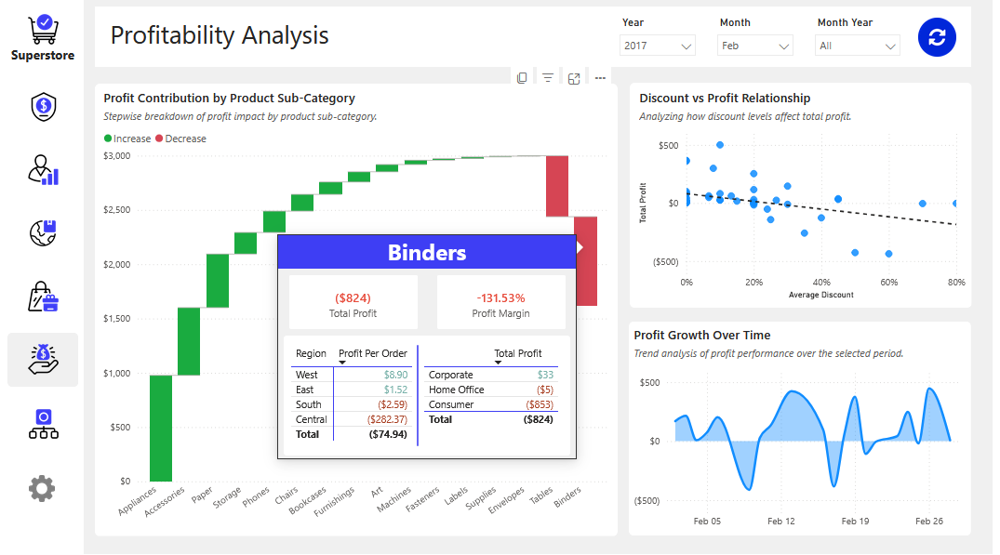 Superstore
Profitability Analysis
Year
2017
Month
Feb
Month Year
All
Profit Contribution by Product Sub-Category
Stepwise breakdown of profit impact by product sub-category.
Increase Decrease
$3,000
$2,500
$2,000
$1,500
$1,000
$500
$0
Appliances
Accessories
Paper
Storage
Phones
Chairs
Bookcases
Furnishings
Art
Machines
Fasteners
Labels
Supplies
Envelopes
Tables
Binders
Binders
($824)
Total Profit
-131.53%
Profit Margin
Region Profit Per Order
West $8.90
East $1.52
South ($2.59)
Central ($282.37)
Total ($74.94)
Total Profit
Corporate $33
Home Office ($5)
Consumer ($853)
Total ($824)
Discount vs Profit Relationship
Analyzing how discount levels affect total profit.
Total Profit
$500
$0
($500)
0% 20% 40% 60% 80%
Average Discount
Profit Growth Over Time
Trend analysis of profit performance over the selected period.
$500
$0
($500)
Feb 05 Feb 12 Feb 19 Feb 26